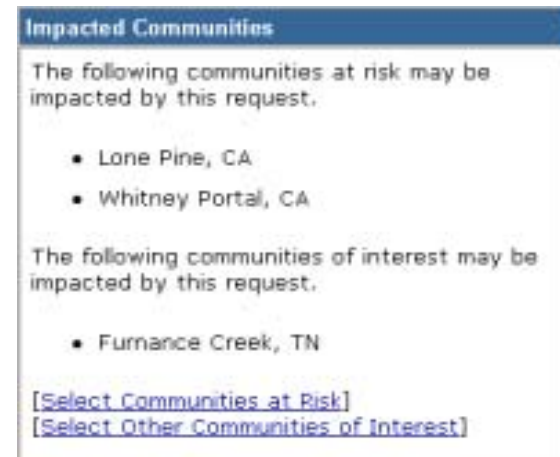 Impacted Communities
The following communities at risk may be
impacted by this request.
• Lone Pine, CA
• Whitney Portal, CA
The following communities of interest may be
impacted by this request.
• Furnance Creek, TN
[Select Communities at Risk]
[Select Other Communities of Interest]